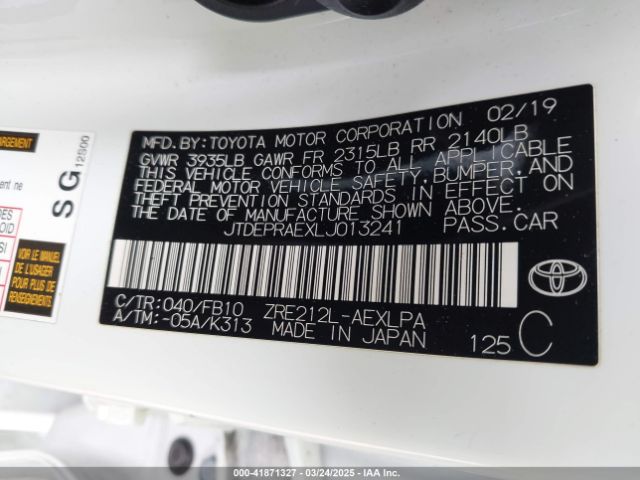 02/19
MFD.BY:TOYOTA MOTOR CORPORATION
GVWR 3935LB GAWR FR 2315LB RR 2140LB
THIS VEHICLE CONFORMS TO ALL APPLICABLE
FEDERAL MOTOR VEHICLE SAFETY, BUMPER, AND
THEFT PREVENTION STANDARDS IN EFFECT ON
THE DATE OF MANUFACTURE SHOWN ABOVE.
JTDEPRAEXLJ013241 PASS.CAR
C/TR:040/FB10 ZRE212L-AEXLPA
A/TM:-05A/K313 MADE IN JAPAN
125 C
TOYOTA
SG 12S00
VOIR LE MANUEL
DE L'USAGER
POUR PLUS
000-41871327 - 03/24/2025 - IAA Inc.